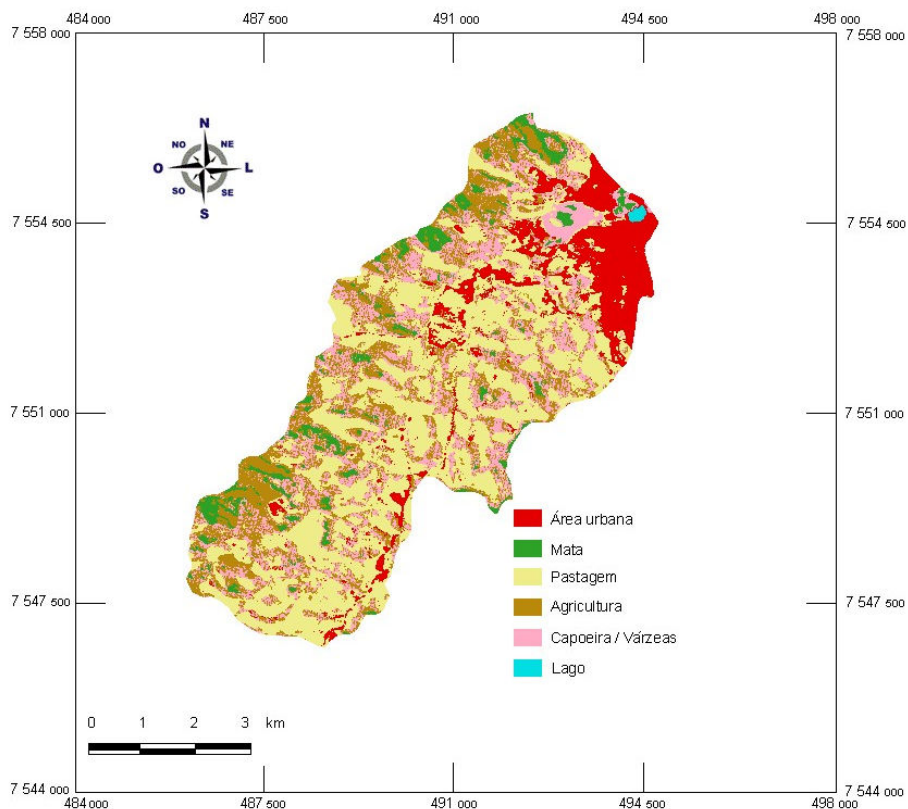 484 000 487 500 491 000 494 500 498 000
7 558 000 7 558 000
N
NO NE
O L
SO SE
S
7 554 500 7 554 500
7 551 000 7 551 000
Área urbana
Mata
Pastagem
Agricultura
Capoeira / Várzeas
Lago
7 547 500 7 547 500
0 1 2 3 km
7 544 000 7 544 000
484 000 487 500 491 000 494 500 498 000